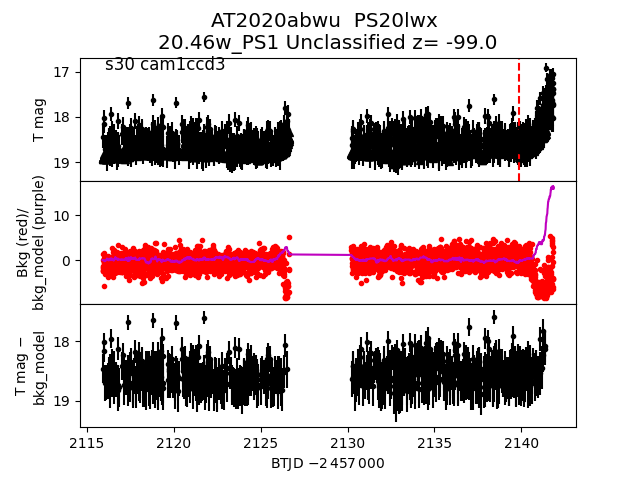 AT2020abwu  PS20lwx
20.46w_PS1 Unclassified z= -99.0
s30 cam1ccd3
T mag
17
18
19
Bkg (red)/
bkg_model (purple)
10
0
T mag −
bkg_model
18
19
2115
2120
2125
2130
2135
2140
BTJD −2 457 000